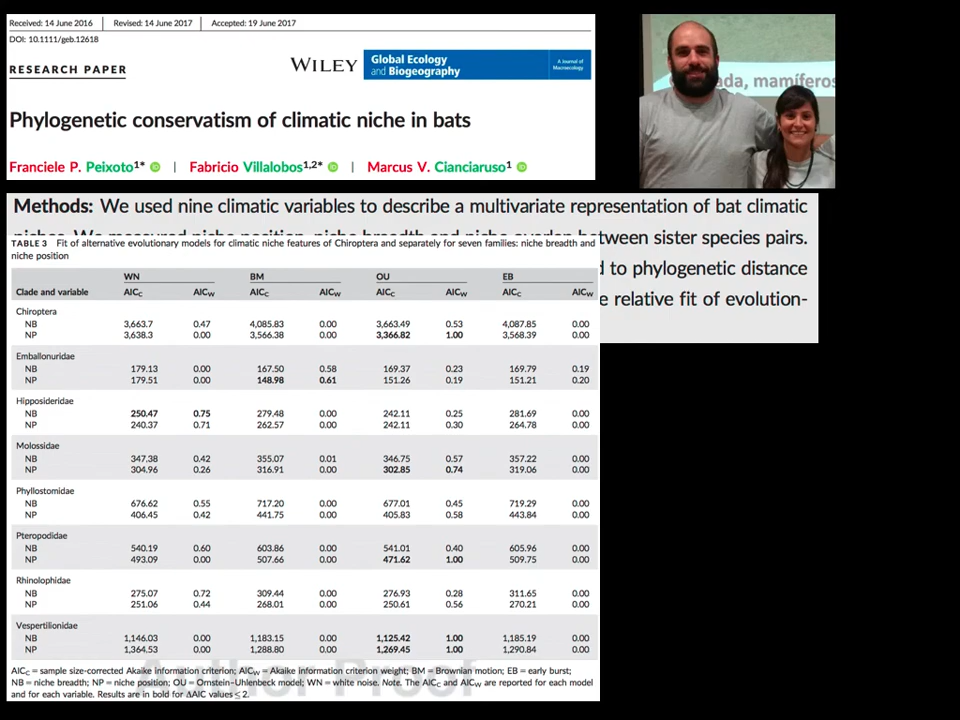 Received: 14 June 2016 | Revised: 14 June 2017 | Accepted: 19 June 2017
DOI: 10.1111/geb.12618
RESEARCH PAPER
WILEY
Global Ecology
and Biogeography
A Journal of
Macroecology
Phylogenetic conservatism of climatic niche in bats
Franciele P. Peixoto1* | Fabricio Villalobos1,2* | Marcus V. Cianciaruso1
ada, mamíferos
Methods: We used nine climatic variables to describe a multivariate representation of bat climatic
tween sister species pairs.
d to phylogenetic distance
e relative fit of evolution-
TABLE 3 Fit of alternative evolutionary models for climatic niche features of Chiroptera and separately for seven families: niche breadth and
niche position
WN BM OU EB
Clade and variable AICC AICW AICC AICW AICC AICW AICC AICW
Chiroptera
NB 3,663.7 0.47 4,085.83 0.00 3,663.49 0.53 4,087.85 0.00
NP 3,638.3 0.00 3,566.38 0.00 3,366.82 1.00 3,568.39 0.00
Emballonuridae
NB 179.13 0.00 167.50 0.58 169.37 0.23 169.79 0.19
NP 179.51 0.00 148.98 0.61 151.26 0.19 151.21 0.20
Hipposideridae
NB 250.47 0.75 279.48 0.00 242.11 0.25 281.69 0.00
NP 240.37 0.71 262.57 0.00 242.11 0.30 264.78 0.00
Molossidae
NB 347.38 0.42 355.07 0.01 346.75 0.57 357.22 0.00
NP 304.96 0.26 316.91 0.00 302.85 0.74 319.06 0.00
Phyllostomidae
NB 676.62 0.55 717.20 0.00 677.01 0.45 719.29 0.00
NP 406.45 0.42 441.75 0.00 405.83 0.58 443.84 0.00
Pteropodidae
NB 540.19 0.60 603.86 0.00 541.01 0.40 605.96 0.00
NP 493.09 0.00 507.66 0.00 471.62 1.00 509.75 0.00
Rhinolophidae
NB 275.07 0.72 309.44 0.00 276.93 0.28 311.65 0.00
NP 251.06 0.44 268.01 0.00 250.61 0.56 270.21 0.00
Vespertilionidae
NB 1,146.03 0.00 1,183.15 0.00 1,125.42 1.00 1,185.19 0.00
NP 1,364.53 0.00 1,288.80 0.00 1,269.45 1.00 1,290.84 0.00
AICC = sample size-corrected Akaike information criterion; AICW = Akaike information criterion weight; BM = Brownian motion; EB = early burst;
NB = niche breadth; NP = niche position; OU = Ornstein–Uhlenbeck model; WN = white noise. Note. The AICC and AICW are reported for each model
and for each variable. Results are in bold for ΔAIC values ≤ 2.
Author Proof